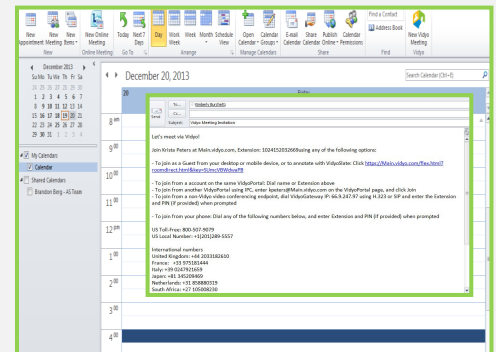 Find a Contact
Address Book
New Appointment
New Meeting
New Items
New Online Meeting
Today
Next 7 Days
Day
Work Week
Week
Month
Schedule View
Open Calendar
Calendar Groups
E-mail Calendar
Share Calendar
Publish Online
Calendar Permissions
New Vidyo Meeting
New
Online Meeting
Go To
Arrange
Manage Calendars
Share
Find
Vidyo
December 2013
Su Mo Tu We Th Fr Sa
24 25 26 27 28 29 30
1 2 3 4 5 6 7
8 9 10 11 12 13 14
15 16 17 18 19 20 21
22 23 24 25 26 27 28
29 30 31 1 2 3 4
My Calendars
Calendar
Shared Calendars
Brandon Berg - AS Team
December 20, 2013
Search Calendar (Ctrl+E)
20
Friday
8 am
9 00
10 00
11 00
12 pm
1 00
2 00
3 00
4 00
Send
To...
Kimberly Burchett;
Cc...
Subject:
Vidyo Meeting Invitation
Let's meet via Vidyo!
Join Krista Peters at Main.vidyo.com, Extension: 1024152032669using any of the following options:
- To join as a Guest from your desktop or mobile device, or to annotate with VidyoSlate: Click https://Main.vidyo.com/flex.html?
roomdirect.html&key=SUmcVBWdvaFB
- To join from a account on the same VidyoPortal: Dial name or Extension above
- To join from another VidyoPortal using IPC, enter kpeters@Main.vidyo.com on the VidyoPortal page, and click Join
- To join from a non-Vidyo video conferencing endpoint, dial VidyoGateway IP: 66.9.247.97 using H.323 or SIP and enter the Extension
and PIN (if provided) when prompted
- To join from your phone: Dial any of the following numbers below, and enter Extension and PIN (if provided) when prompted
US Toll-Free: 800-507-9079
US Local Number: +1(201)289-5557
International numbers
United Kingdom: +44 2033182610
France: +33 975181444
Italy: +39 0247921659
Japan: +81 345209469
Netherlands: +31 858880319
South Africa: +27 105008230